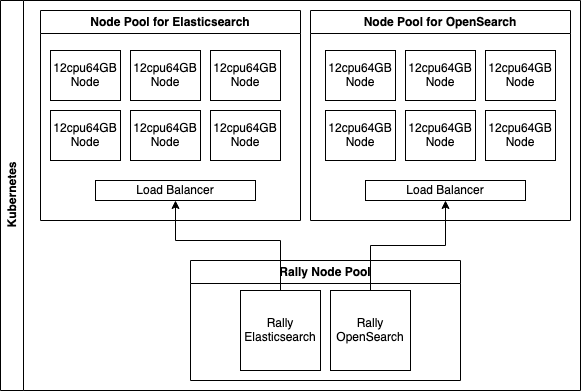 Kubernetes
Node Pool for Elasticsearch
12cpu64GB
Node
12cpu64GB
Node
12cpu64GB
Node
12cpu64GB
Node
12cpu64GB
Node
12cpu64GB
Node
Load Balancer
Node Pool for OpenSearch
12cpu64GB
Node
12cpu64GB
Node
12cpu64GB
Node
12cpu64GB
Node
12cpu64GB
Node
12cpu64GB
Node
Load Balancer
Rally Node Pool
Rally
Elasticsearch
Rally
OpenSearch